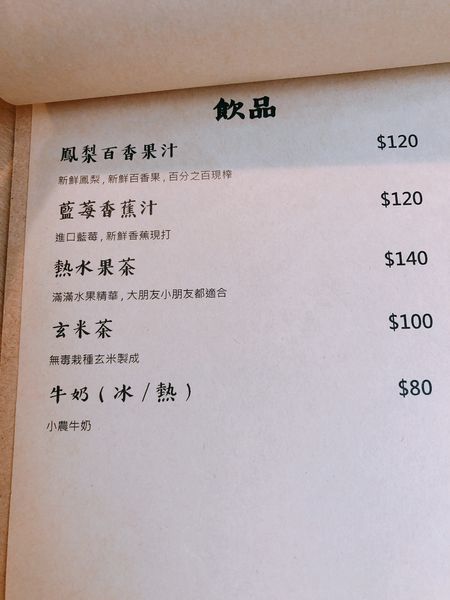 飲品
鳳梨百香果汁 $120
新鮮鳳梨,新鮮百香果,百分之百現榨
藍莓香蕉汁 $120
進口藍莓,新鮮香蕉現打
熱水果茶 $140
滿滿水果精華,大朋友小朋友都適合
玄米茶 $100
無毒栽種玄米製成
牛奶(冰/熱) $80
小農牛奶